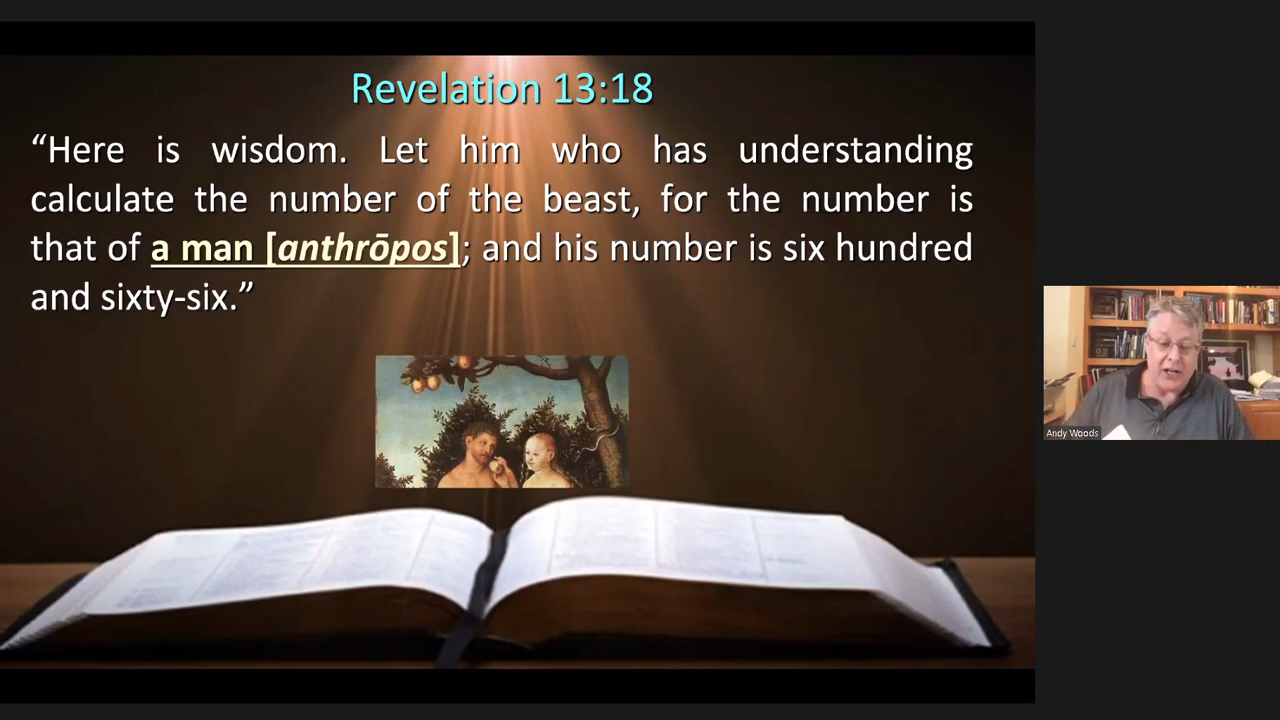 Revelation 13:18
“Here is wisdom. Let him who has understanding
calculate the number of the beast, for the number is
that of a man [anthrōpos]; and his number is six hundred
and sixty-six.”
Andy Woods